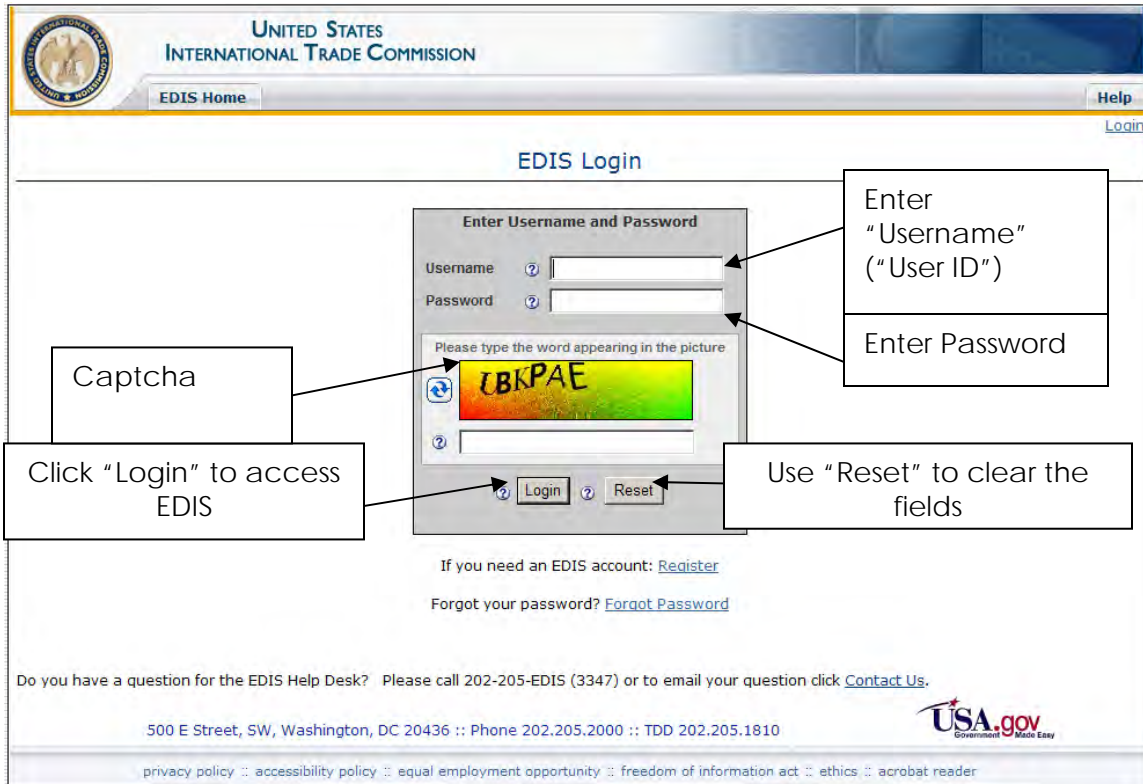 UNITED STATES
INTERNATIONAL TRADE COMMISSION
EDIS Home
Help
Login
EDIS Login
Enter Username and Password
Username
Password
Enter
“Username”
(“User ID”)
Enter Password
Please type the word appearing in the picture
Captcha
Click “Login” to access
EDIS
Login
Reset
Use “Reset” to clear the
fields
If you need an EDIS account: Register
Forgot your password? Forgot Password
Do you have a question for the EDIS Help Desk? Please call 202-205-EDIS (3347) or to email your question click Contact Us.
500 E Street, SW, Washington, DC 20436 :: Phone 202.205.2000 :: TDD 202.205.1810
USA.gov
Government Made Easy
privacy policy :: accessibility policy :: equal employment opportunity :: freedom of information act :: ethics :: acrobat reader